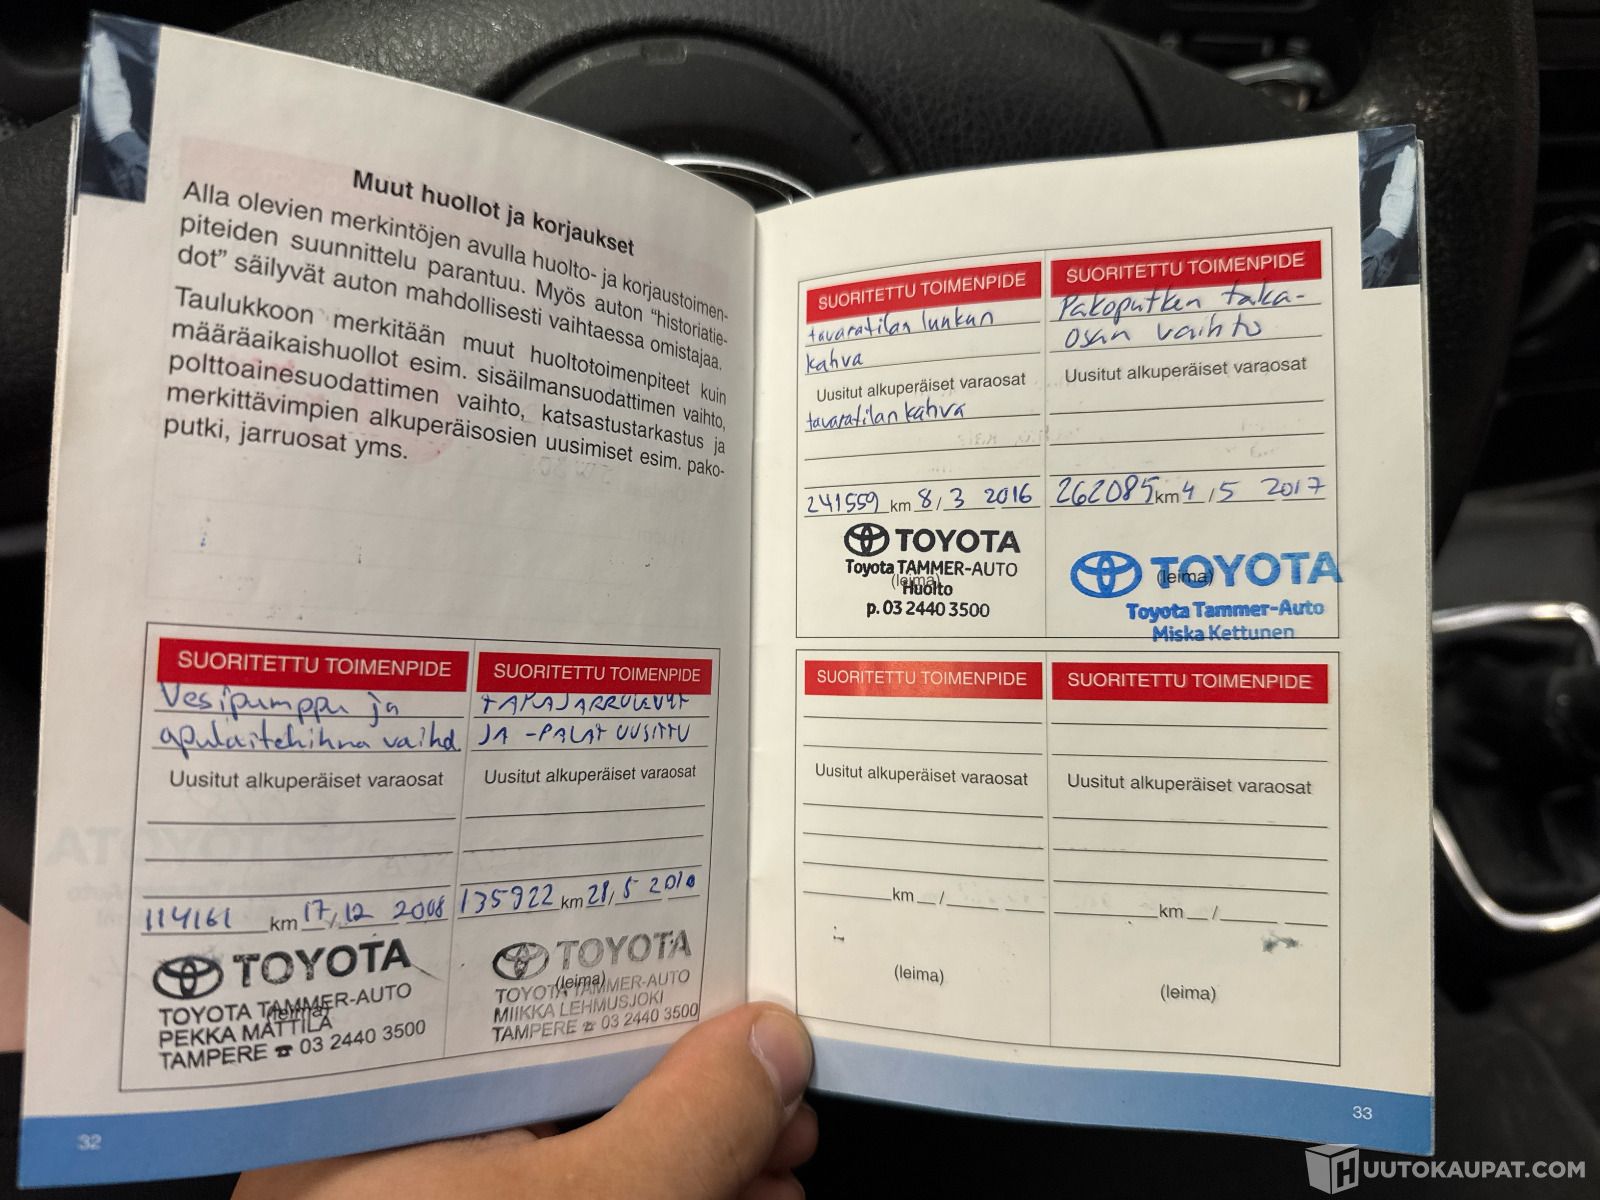 Muut huollot ja korjaukset
Alla olevien merkintöjen avulla huolto- ja korjaustoimen-
piteiden suunnittelu parantuu. Myös auton "historiatie-
dot" säilyvät auton mahdollisesti vaihtaessa omistajaa.
Taulukkoon merkitään muut huoltotoimenpiteet kuin
määräaikaishuollot esim. sisäilmansuodattimen vaihto,
polttoainesuodattimen vaihto, katsastustarkastus ja
merkittävimpien alkuperäisosien uusimiset esim. pako-
putki, jarruosat yms.
SUORITETTU TOIMENPIDE
Vesipumppu ja
apulaitehihna vaihd.
Uusitut alkuperäiset varaosat
114161 km 17/12 2008
TOYOTA
(leima)
TOYOTA TAMMER-AUTO
PEKKA MATTILA
TAMPERE ☎ 03 2440 3500
SUORITETTU TOIMENPIDE
TAKAJARRULEVYT
JA -PALAT UUSITTU
Uusitut alkuperäiset varaosat
135922 km 21/5 2010
TOYOTA
(leima)
TOYOTA TAMMER-AUTO
MIIKKA LEHMUSJOKI
TAMPERE ☎ 03 2440 3500
32
SUORITETTU TOIMENPIDE
tavaratilan luukun
kahva
Uusitut alkuperäiset varaosat
tavaratilan kahva
241559 km 8/3 2016
TOYOTA
Toyota TAMMER-AUTO
(leima)
Huolto
p. 03 2440 3500
SUORITETTU TOIMENPIDE
Pakoputken taka-
osan vaihto
Uusitut alkuperäiset varaosat
262085 km 4/5 2017
TOYOTA
(leima)
Toyota Tammer-Auto
Miska Kettunen
SUORITETTU TOIMENPIDE
Uusitut alkuperäiset varaosat
km /
(leima)
SUORITETTU TOIMENPIDE
Uusitut alkuperäiset varaosat
km /
(leima)
33
HUUTOKAUPAT.COM